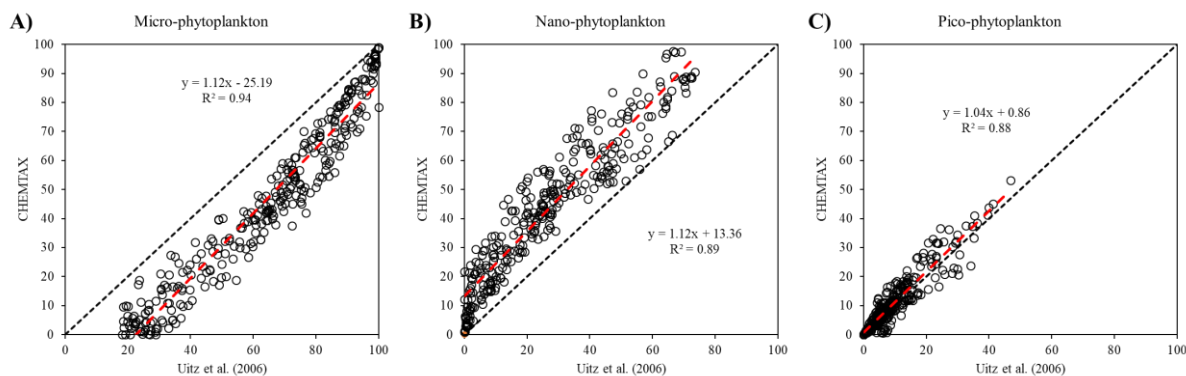 A)
Micro-phytoplankton
100
90
80
70
60
50
40
30
20
10
0
CHEMTAX
y = 1.12x - 25.19
R² = 0.94
0 20 40 60 80 100
Uitz et al. (2006)
B)
Nano-phytoplankton
100
90
80
70
60
50
40
30
20
10
0
CHEMTAX
y = 1.12x + 13.36
R² = 0.89
0 20 40 60 80 100
Uitz et al. (2006)
C)
Pico-phytoplankton
100
90
80
70
60
50
40
30
20
10
0
CHEMTAX
y = 1.04x + 0.86
R² = 0.88
0 20 40 60 80 100
Uitz et al. (2006)